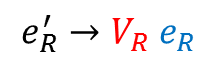 e′_R → V_R e_R